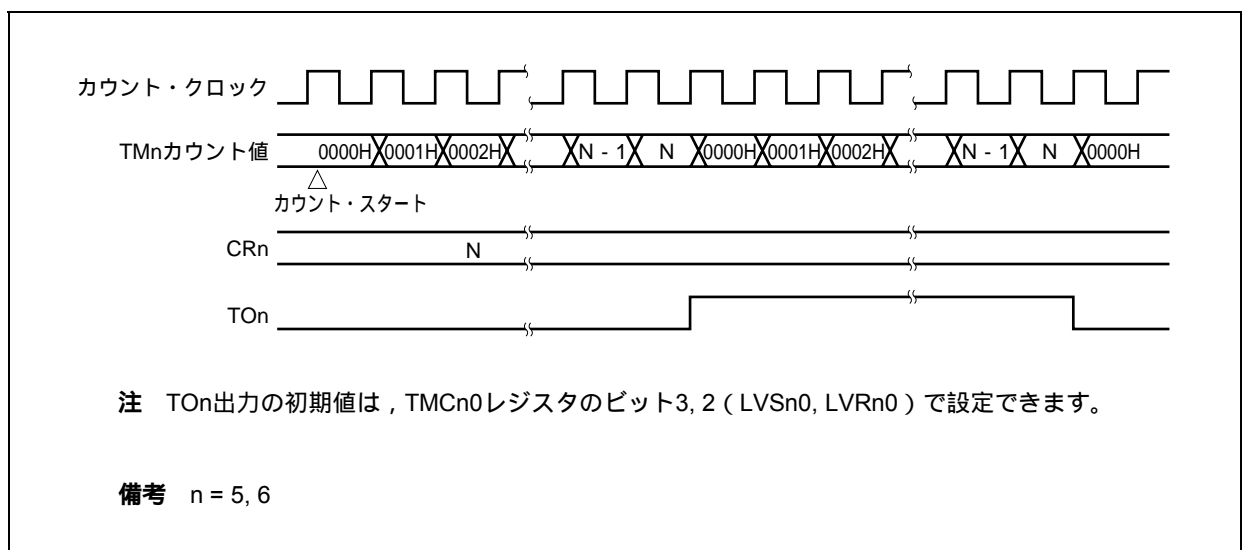 カウント・クロック
TMnカウント値 0000H 0001H 0002H N - 1 N 0000H 0001H 0002H N - 1 N 0000H
カウント・スタート
CRn N
TOn
注 TOn出力の初期値は，TMCn0レジスタのビット3, 2（LVSn0, LVRn0）で設定できます。
備考 n = 5, 6